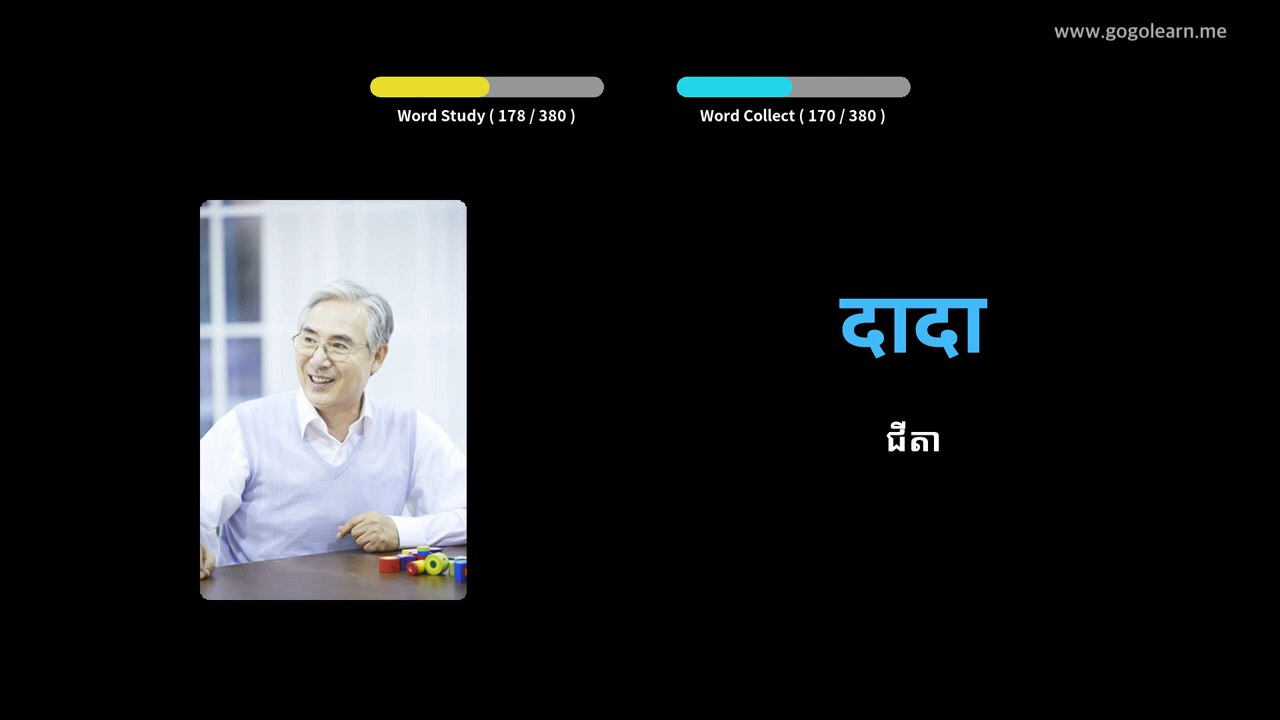 www.gogolearn.me
Word Study ( 178 / 380 )
Word Collect ( 170 / 380 )
दादा
ជីតា